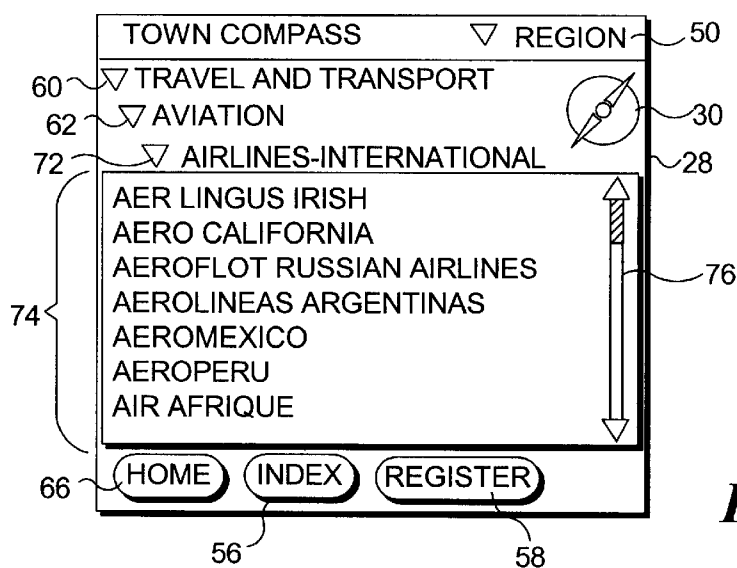 TOWN COMPASS ▽ REGION 50
60 ▽ TRAVEL AND TRANSPORT
62 ▽ AVIATION 30
72 ▽ AIRLINES-INTERNATIONAL 28
AER LINGUS IRISH
AERO CALIFORNIA
AEROFLOT RUSSIAN AIRLINES 76
74 AEROLINEAS ARGENTINAS
AEROMEXICO
AEROPERU
AIR AFRIQUE
66 HOME INDEX REGISTER
56 58